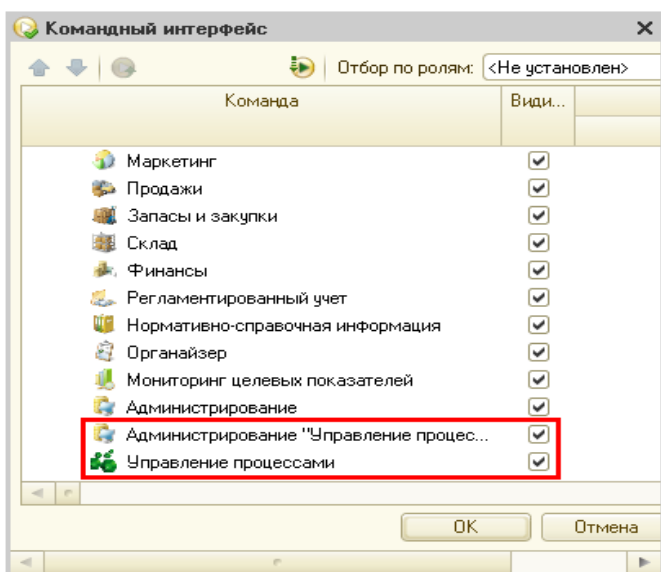 Командный интерфейс
Отбор по ролям: <Не установлен>
Команда Види...
Маркетинг
Продажи
Запасы и закупки
Склад
Финансы
Регламентированный учет
Нормативно-справочная информация
Органайзер
Мониторинг целевых показателей
Администрирование
Администрирование "Управление процес...
Управление процессами
ОК Отмена